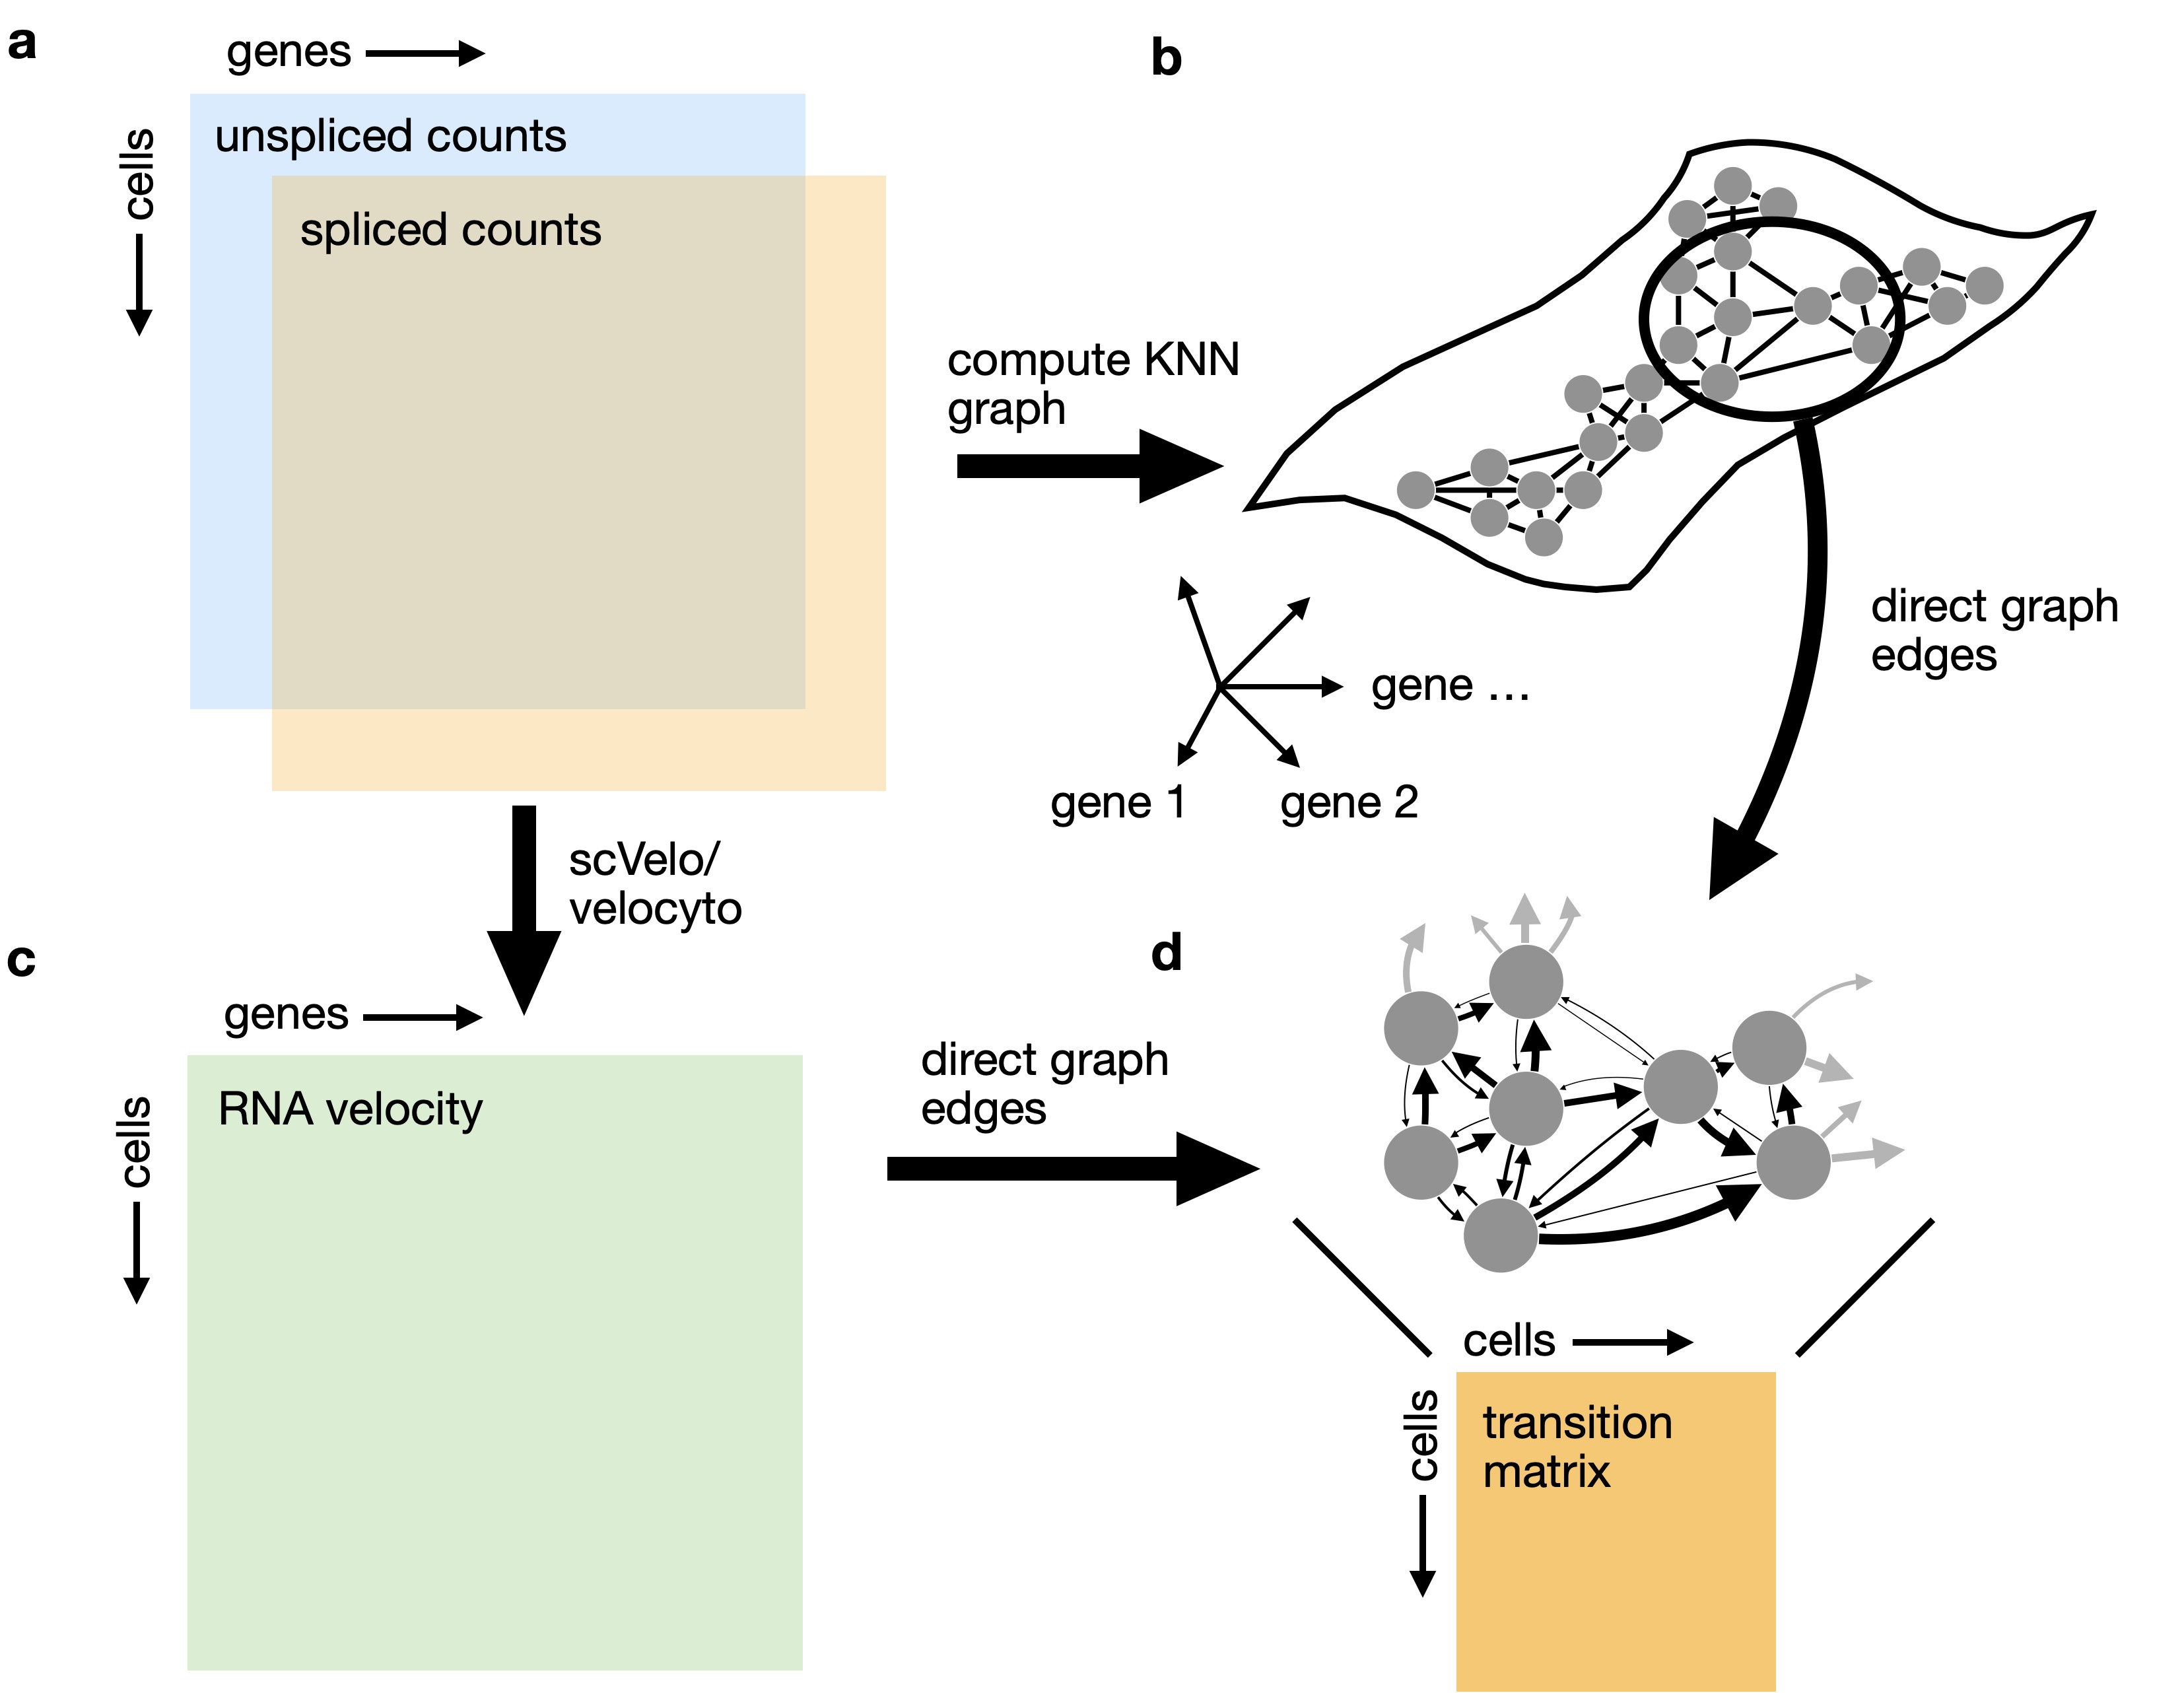 a
genes
cells
unspliced counts
spliced counts
compute KNN
graph
b
gene ...
gene 1
gene 2
direct graph
edges
scVelo/
velocyto
c
genes
cells
RNA velocity
direct graph
edges
d
cells
cells
transition
matrix